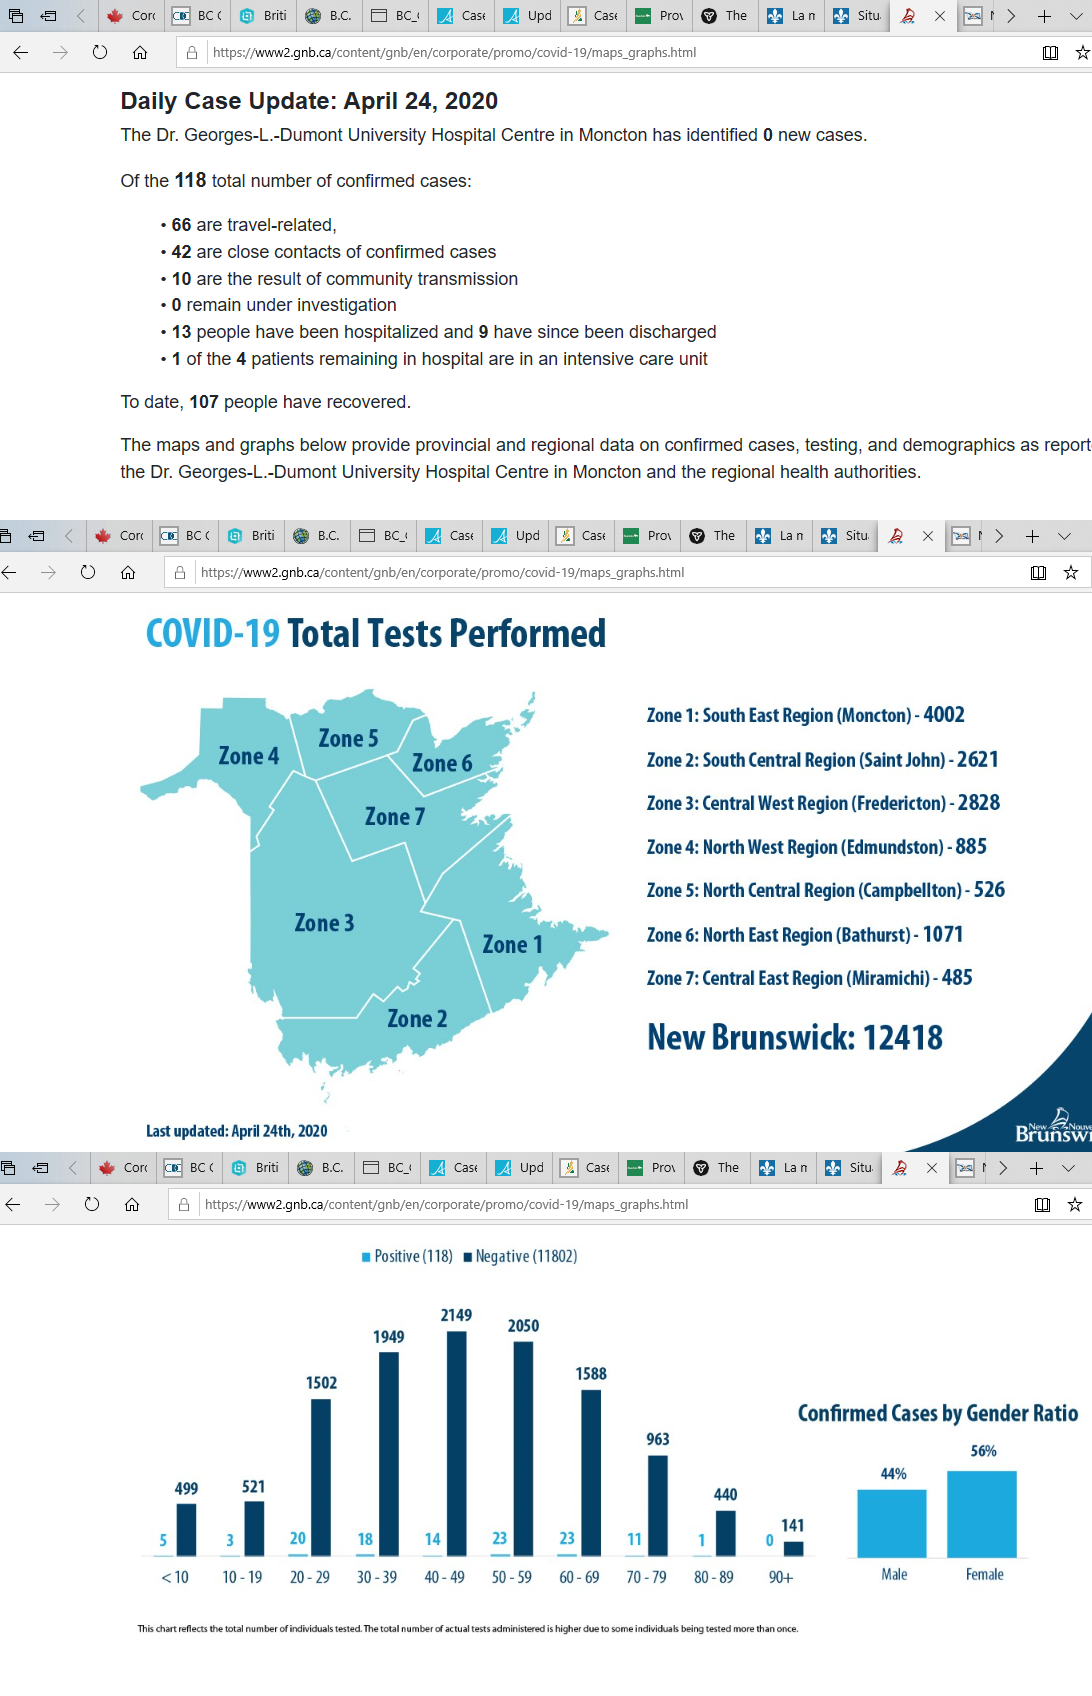 Corc BC ( Briti B.C. BC_( Case Upd Case Prov The La n Situ
https://www2.gnb.ca/content/gnb/en/corporate/promo/covid-19/maps_graphs.html
Daily Case Update: April 24, 2020
The Dr. Georges-L.-Dumont University Hospital Centre in Moncton has identified 0 new cases.
Of the 118 total number of confirmed cases:
• 66 are travel-related,
• 42 are close contacts of confirmed cases
• 10 are the result of community transmission
• 0 remain under investigation
• 13 people have been hospitalized and 9 have since been discharged
• 1 of the 4 patients remaining in hospital are in an intensive care unit
To date, 107 people have recovered.
The maps and graphs below provide provincial and regional data on confirmed cases, testing, and demographics as report
the Dr. Georges-L.-Dumont University Hospital Centre in Moncton and the regional health authorities.
Corc BC ( Briti B.C. BC_( Case Upd Case Prov The La n Situ
https://www2.gnb.ca/content/gnb/en/corporate/promo/covid-19/maps_graphs.html
COVID-19 Total Tests Performed
Zone 4
Zone 5
Zone 6
Zone 7
Zone 3
Zone 1
Zone 2
Zone 1: South East Region (Moncton) - 4002
Zone 2: South Central Region (Saint John) - 2621
Zone 3: Central West Region (Fredericton) - 2828
Zone 4: North West Region (Edmundston) - 885
Zone 5: North Central Region (Campbellton) - 526
Zone 6: North East Region (Bathurst) - 1071
Zone 7: Central East Region (Miramichi) - 485
New Brunswick: 12418
Last updated: April 24th, 2020
New Nouve
Brunswi
Corc BC ( Briti B.C. BC_( Case Upd Case Prov The La n Situ
https://www2.gnb.ca/content/gnb/en/corporate/promo/covid-19/maps_graphs.html
Positive (118) Negative (11802)
499 521 1502 1949 2149 2050 1588 963 440 141
5 3 20 18 14 23 23 11 1 0
< 10 10 - 19 20 - 29 30 - 39 40 - 49 50 - 59 60 - 69 70 - 79 80 - 89 90+
Confirmed Cases by Gender Ratio
44% 56%
Male Female
This chart reflects the total number of individuals tested. The total number of actual tests administered is higher due to some individuals being tested more than once.